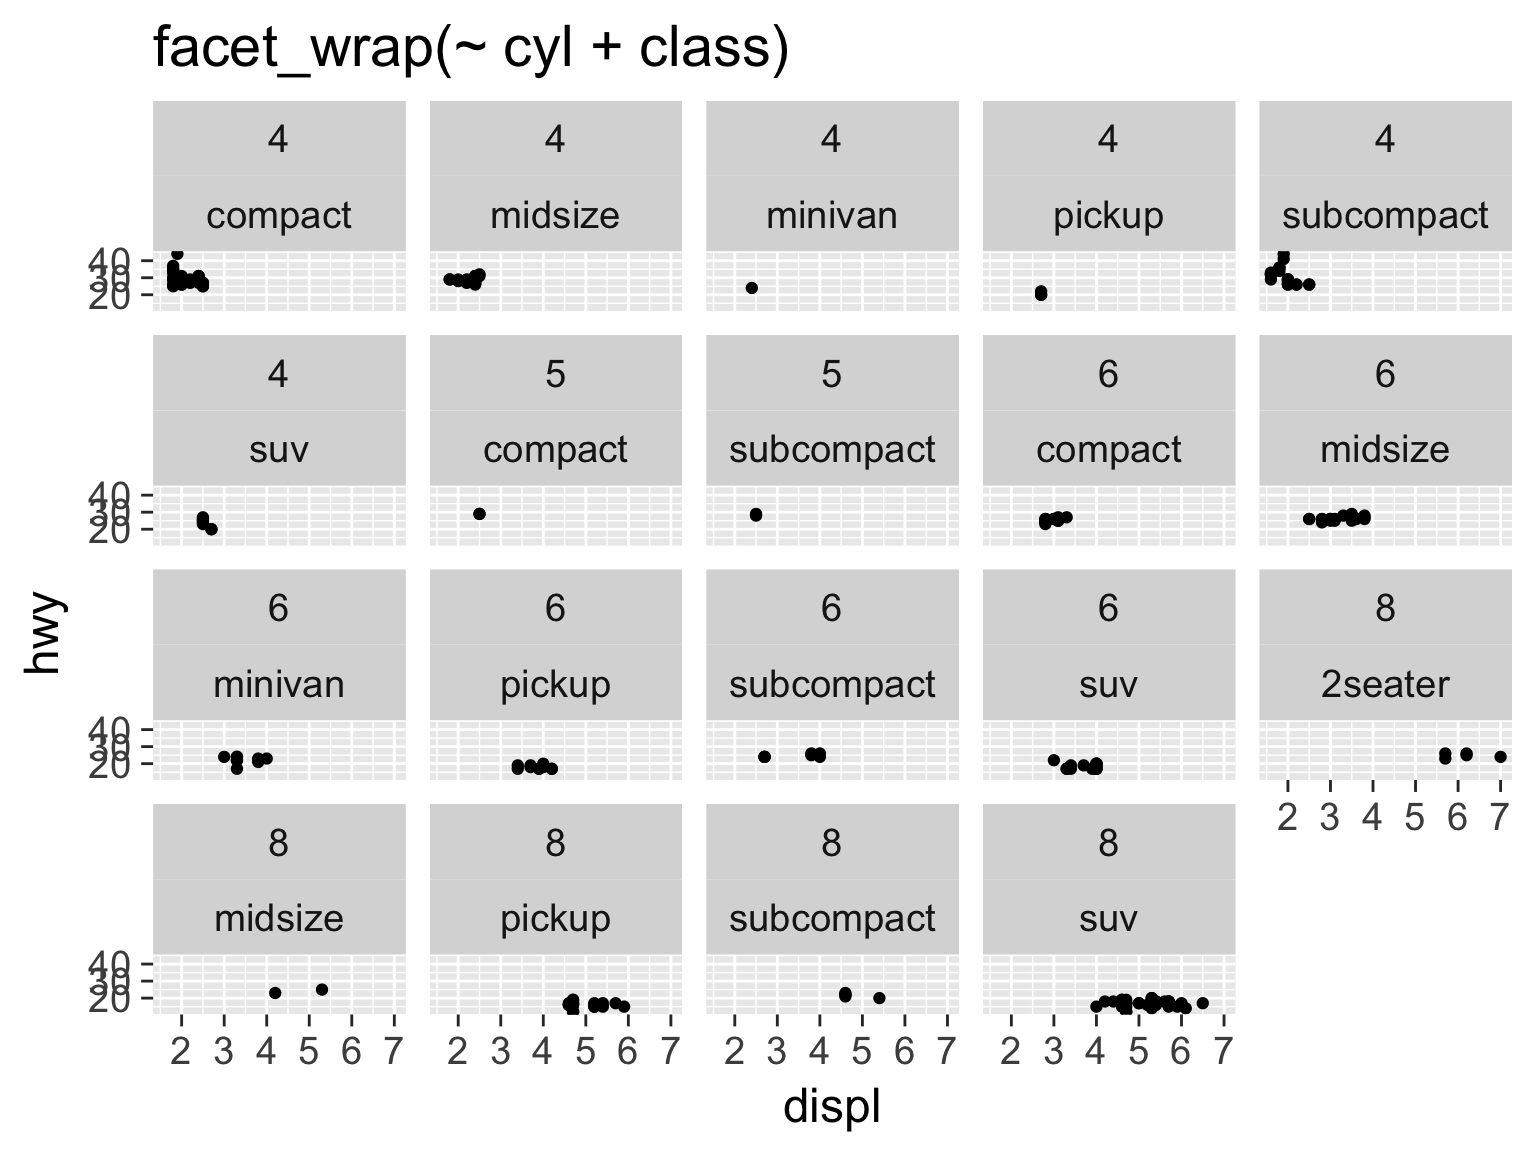 facet_wrap(~ cyl + class)
4 4 4 4 4
compact midsize minivan pickup subcompact
40
30
20
4 5 5 6 6
suv compact subcompact compact midsize
40
30
20
hwy
6 6 6 6 8
minivan pickup subcompact suv 2seater
40
30
20
2 3 4 5 6 7
8 8 8 8
midsize pickup subcompact suv
40
30
20
2 3 4 5 6 7 2 3 4 5 6 7 2 3 4 5 6 7 2 3 4 5 6 7
displ